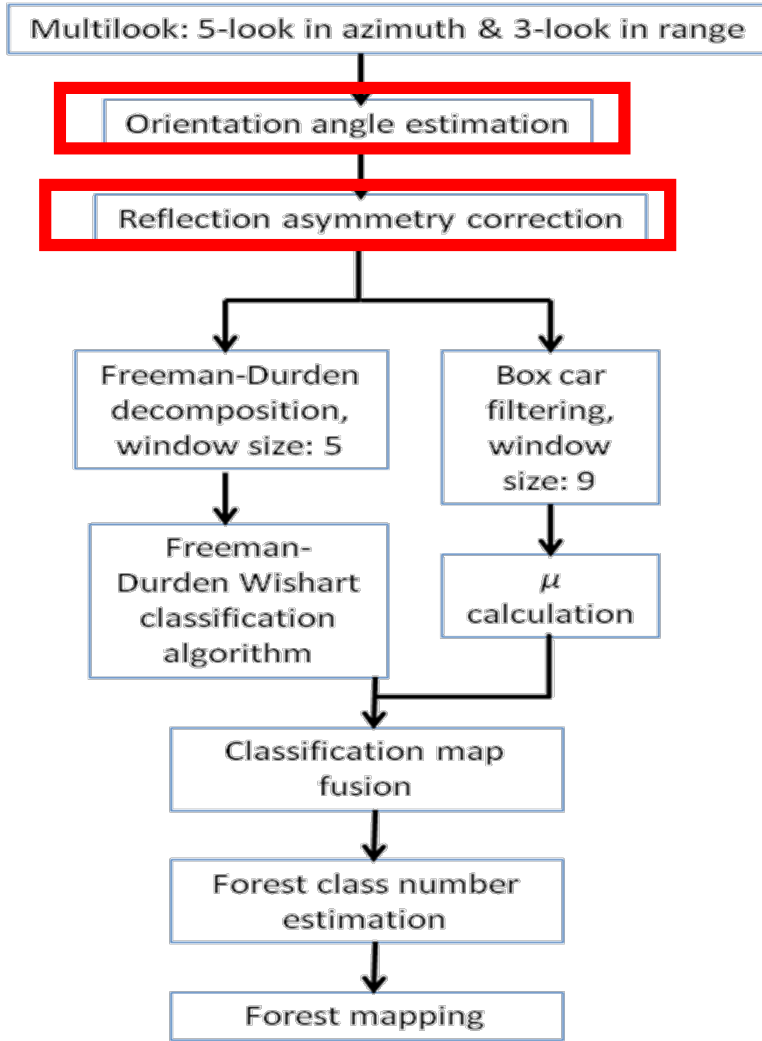 Multilook: 5-look in azimuth & 3-look in range
Orientation angle estimation
Reflection asymmetry correction
Freeman-Durden
decomposition,
window size: 5
Freeman-
Durden Wishart
classification
algorithm
Box car
filtering,
window
size: 9
μ
calculation
Classification map
fusion
Forest class number
estimation
Forest mapping